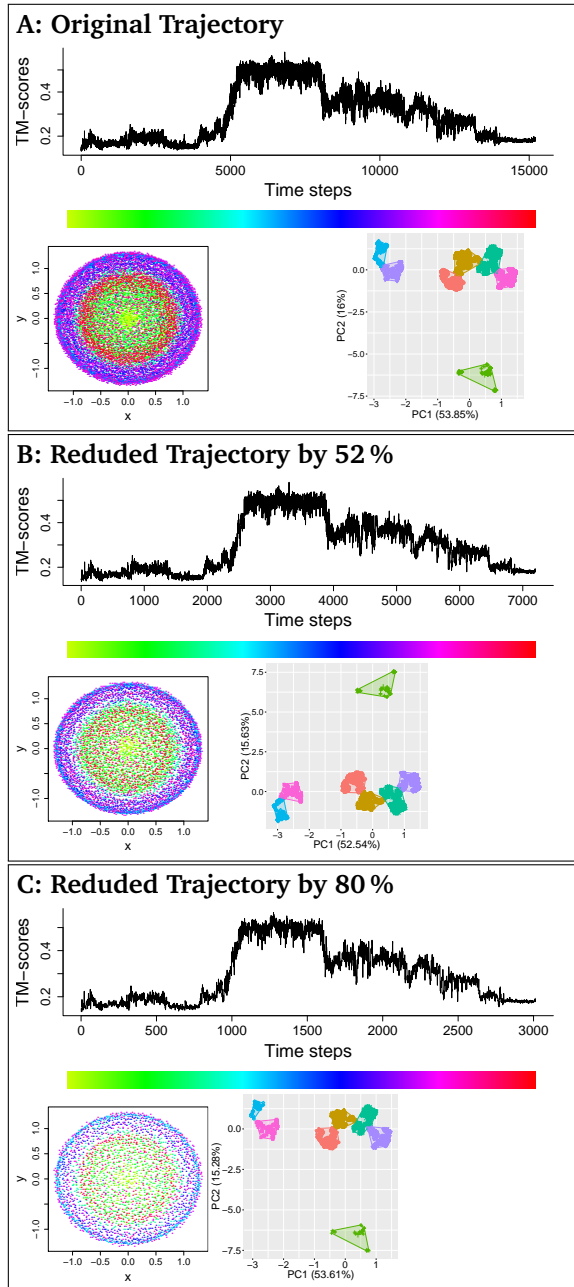 A: Original Trajectory
TM−scores
0.2 0.4
0 5000 10000 15000
Time steps
y
−1.0 0.0 0.5 1.0
−1.0 −0.5 0.0 0.5 1.0
x
PC2 (16%)
0.0
−2.5
−5.0
−7.5
−3 −2 −1 0 1
PC1 (53.85%)
B: Reduded Trajectory by 52 %
TM−scores
0.2 0.4
0 1000 2000 3000 4000 5000 6000 7000
Time steps
y
−1.0 0.0 0.5 1.0
−1.0 −0.5 0.0 0.5 1.0
x
PC2 (15.63%)
7.5
5.0
2.5
0.0
−3 −2 −1 0 1
PC1 (52.54%)
C: Reduded Trajectory by 80 %
TM−scores
0.2 0.4
0 500 1000 1500 2000 2500 3000
Time steps
y
−1.0 0.0 0.5 1.0
−1.0 −0.5 0.0 0.5 1.0
x
PC2 (15.28%)
0.0
−2.5
−5.0
−7.5
−3 −2 −1 0 1
PC1 (53.61%)